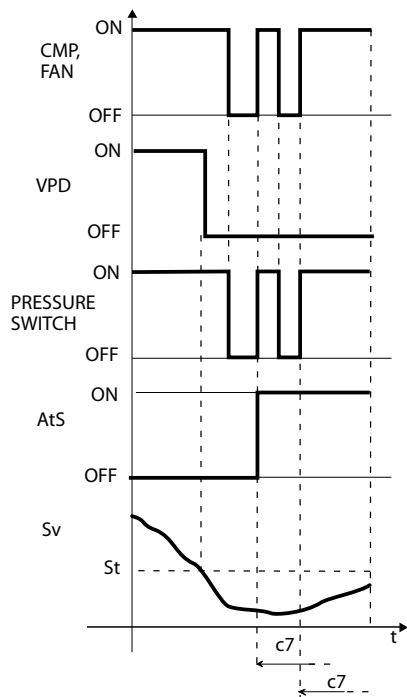 ON
CMP,
FAN
OFF
ON
VPD
OFF
ON
PRESSURE
SWITCH
OFF
ON
AtS
OFF
Sv
St
t
c7
c7